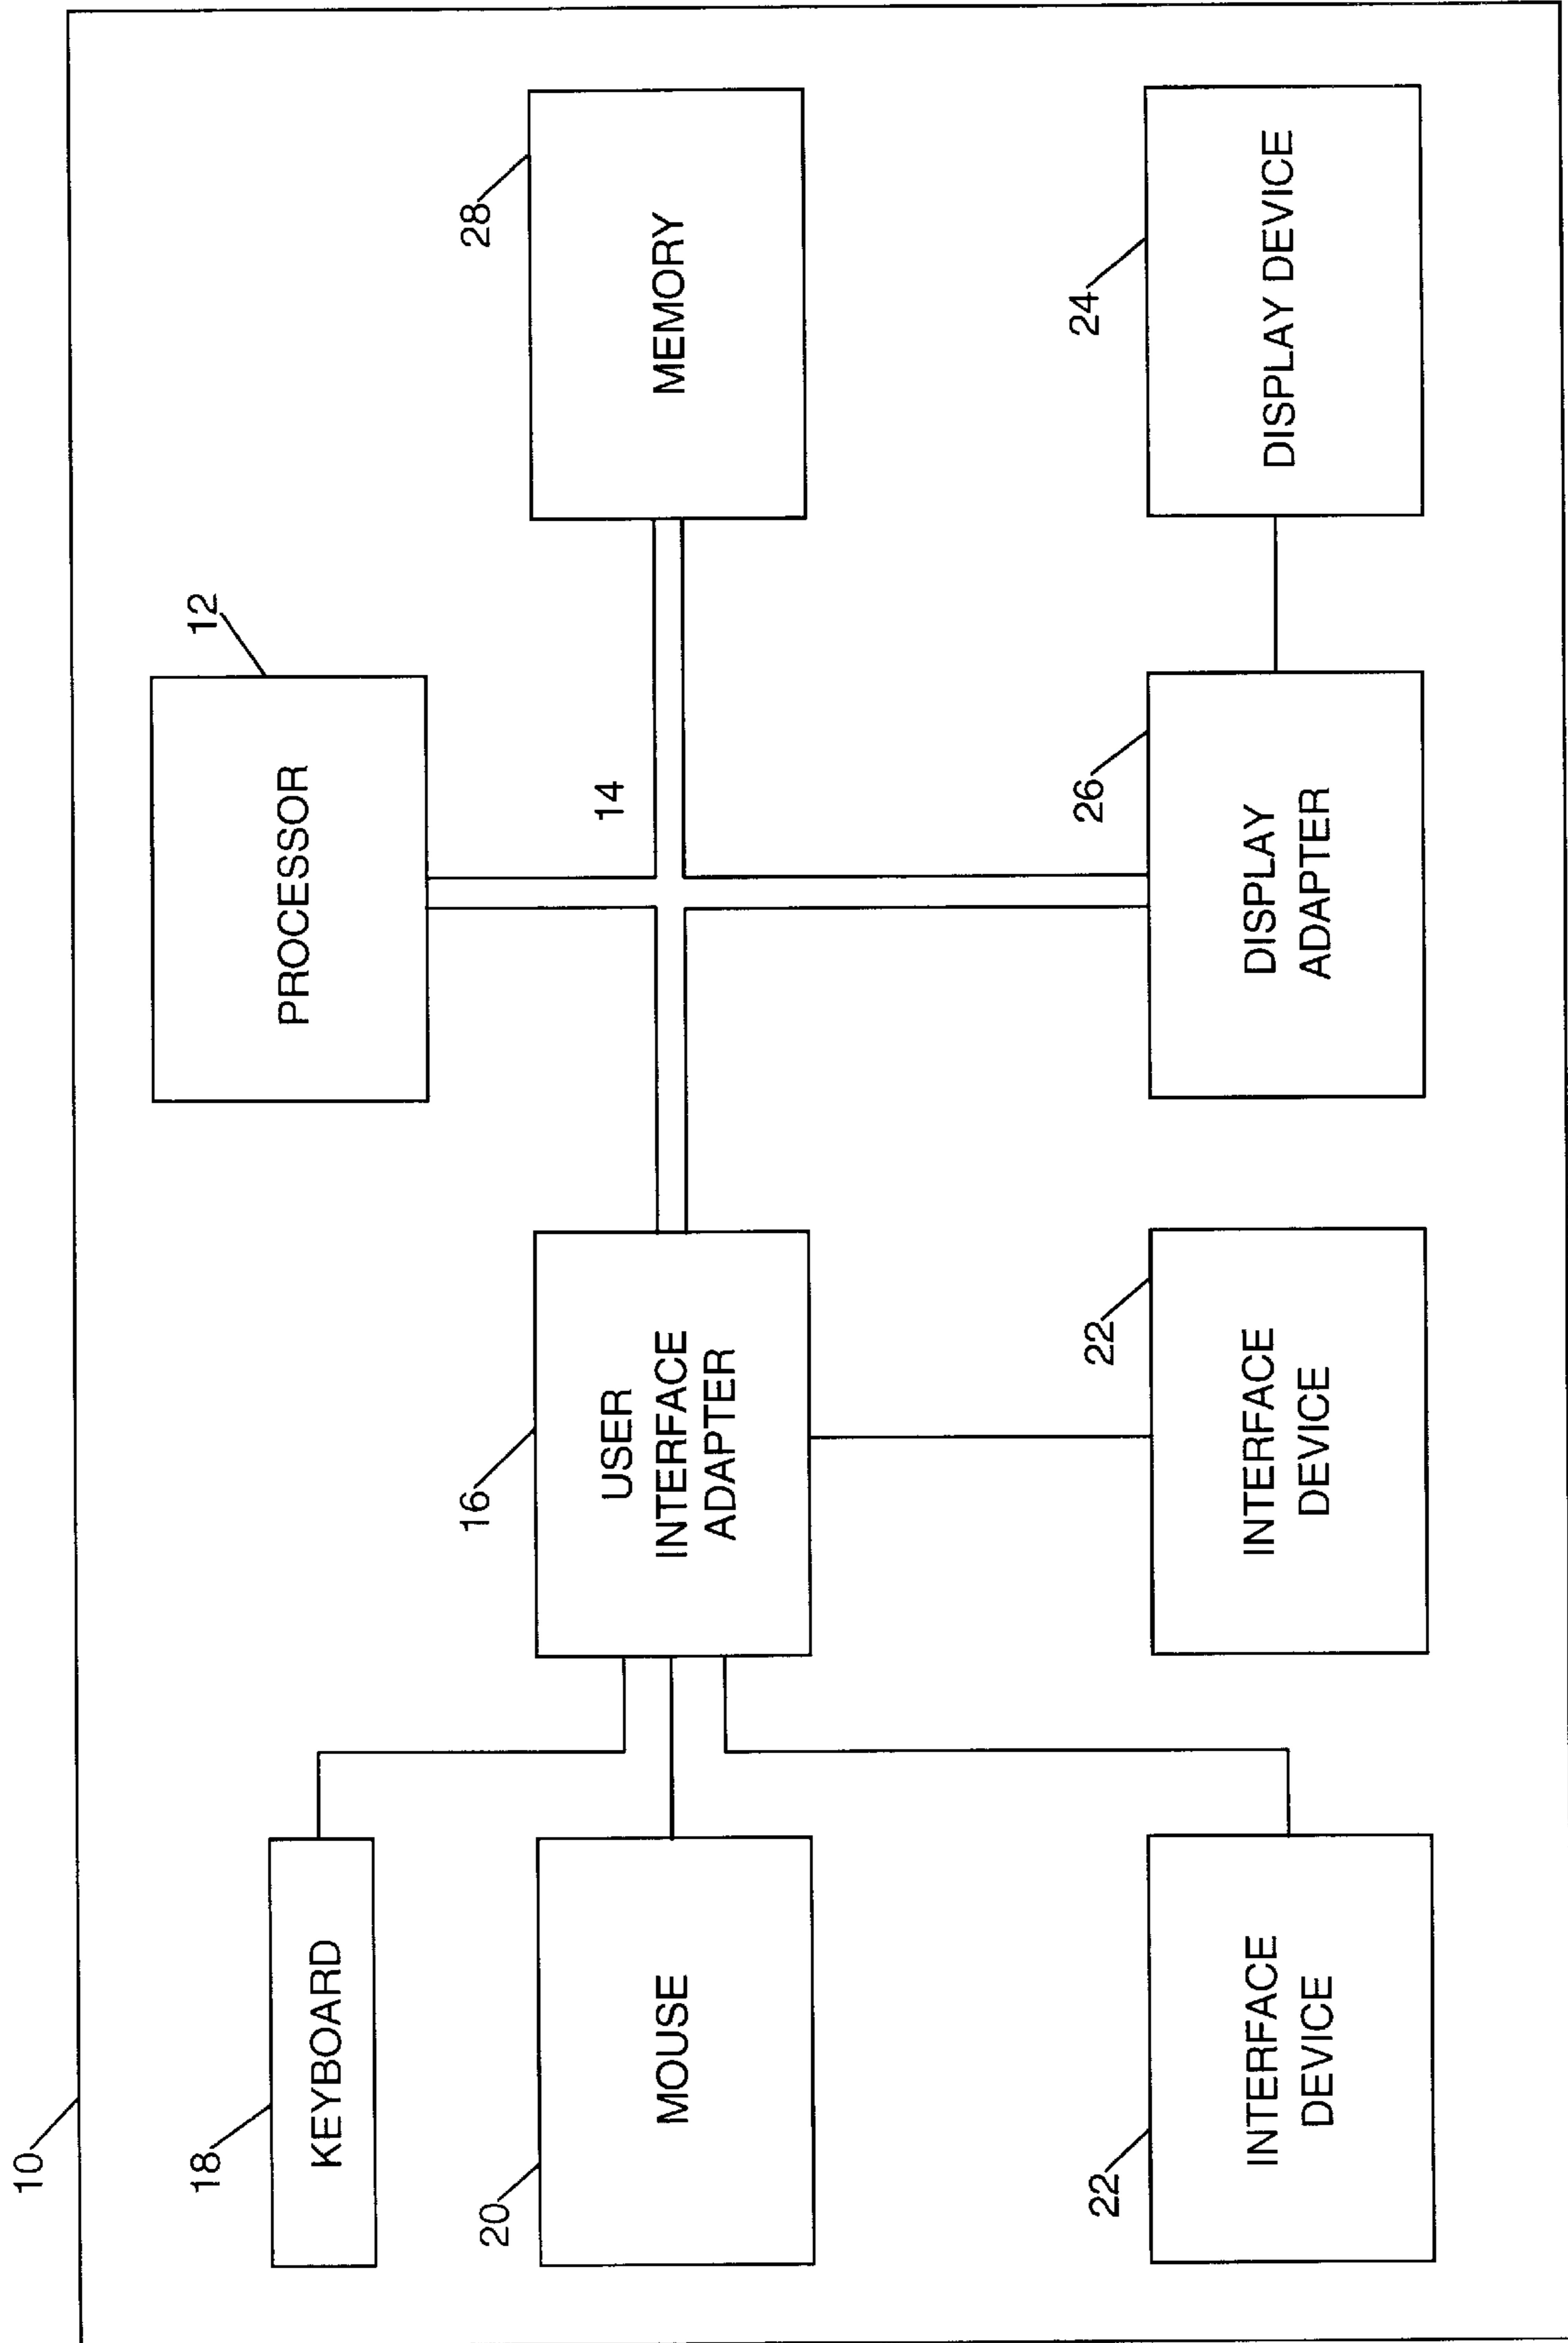 10
12
PROCESSOR
18
KEYBOARD
14
16
USER
INTERFACE
ADAPTER
28
MEMORY
20
MOUSE
22
INTERFACE
DEVICE
22
INTERFACE
DEVICE
26
DISPLAY
ADAPTER
24
DISPLAY DEVICE